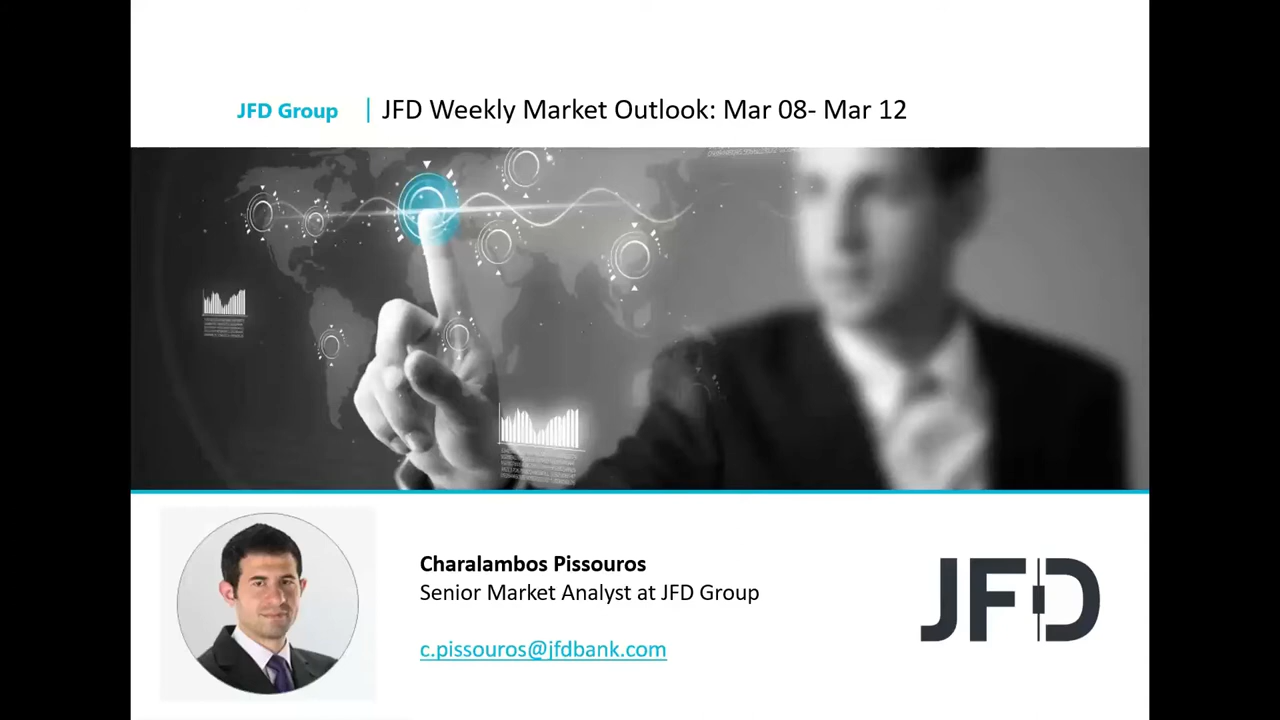 JFD Group | JFD Weekly Market Outlook: Mar 08- Mar 12
Charalambos Pissouros
Senior Market Analyst at JFD Group
c.pissouros@jfdbank.com
JFD